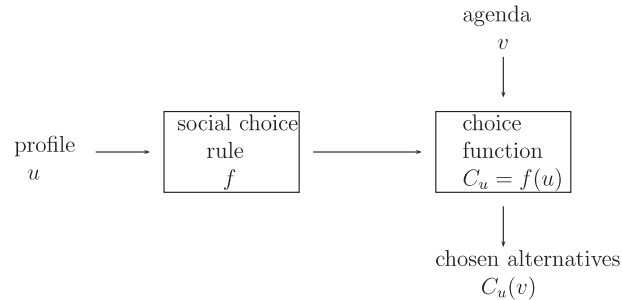 agenda
v
profile
u
social choice
rule
f
choice
function
C_u = f(u)
chosen alternatives
C_u(v)